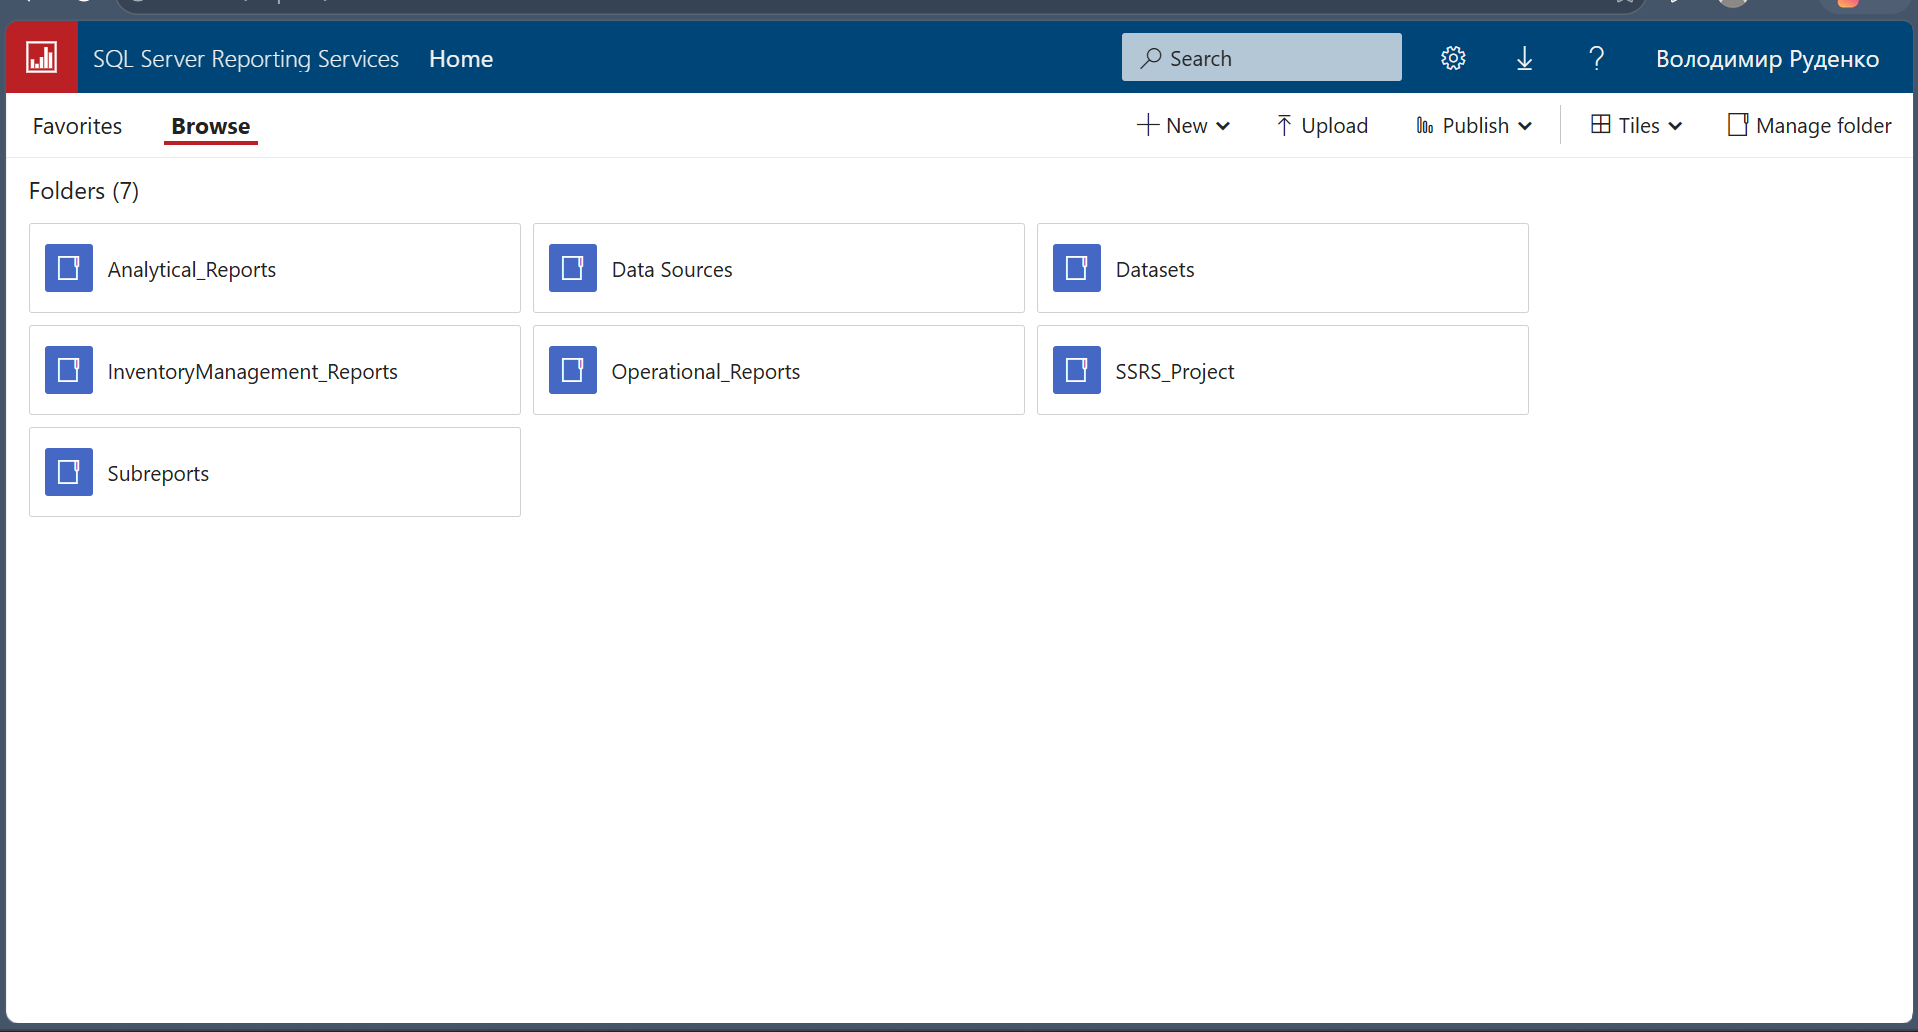 SQL Server Reporting Services Home Search ? Володимир Руденко
Favorites Browse New Upload Publish Tiles Manage folder
Folders (7)
Analytical_Reports Data Sources Datasets
InventoryManagement_Reports Operational_Reports SSRS_Project
Subreports